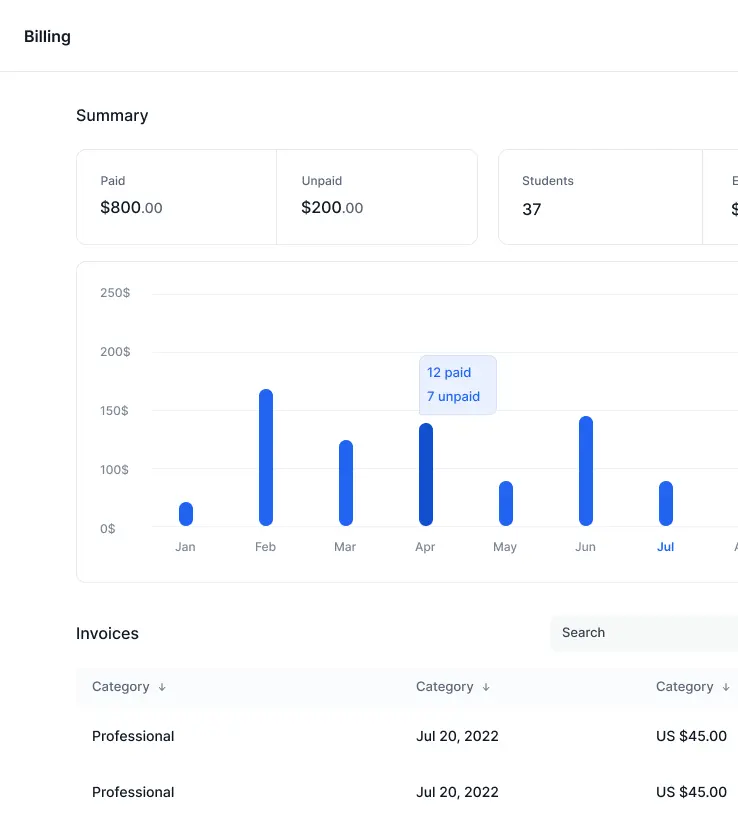 Billing
Summary
Paid
$800.00
Unpaid
$200.00
Students
37
E
$
250$
200$
150$
100$
0$
12 paid
7 unpaid
Jan Feb Mar Apr May Jun Jul
Invoices
Search
Category ↓ Category ↓ Category ↓
Professional Jul 20, 2022 US $45.00
Professional Jul 20, 2022 US $45.00